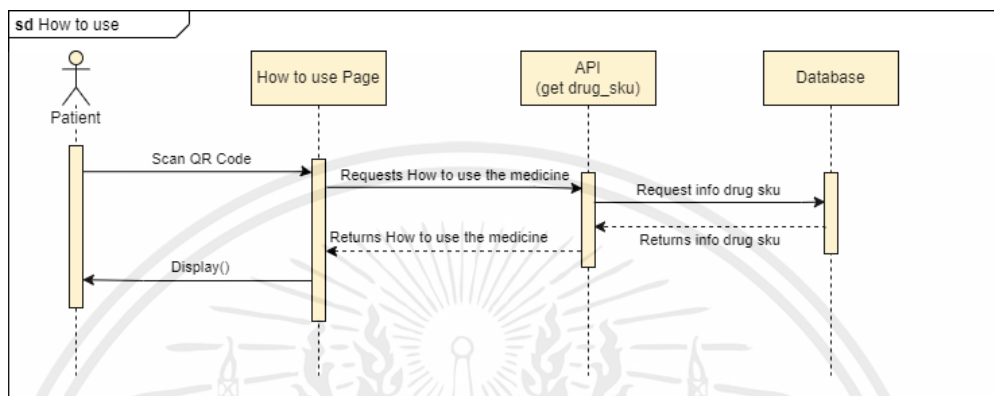 sd How to use
Patient
How to use Page
API
(get drug_sku)
Database
Scan QR Code
Requests How to use the medicine
Request info drug sku
Returns info drug sku
Returns How to use the medicine
Display()